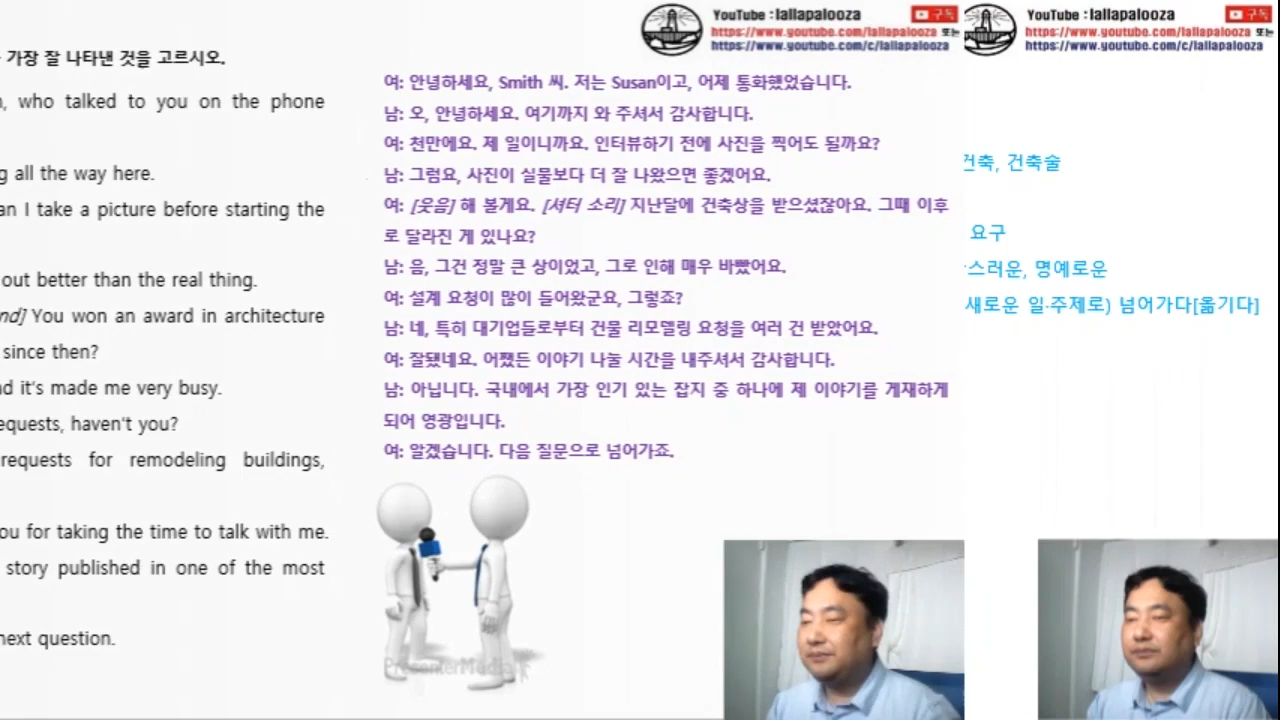 가장 잘 나타낸 것을 고르시오.
who talked to you on the phone
all the way here.
an I take a picture before starting the
out better than the real thing.
nd] You won an award in architecture
since then?
it's made me very busy.
equests, haven't you?
requests for remodeling buildings,
ou for taking the time to talk with me.
story published in one of the most
next question.
YouTube : lallapalooza
구독
https://www.youtube.com/lallapalooza 또는
https://www.youtube.com/c/lallapalooza
여: 안녕하세요, Smith 씨. 저는 Susan이고, 어제 통화했었습니다.
남: 오, 안녕하세요. 여기까지 와 주셔서 감사합니다.
여: 천만에요. 제 일이니까요. 인터뷰하기 전에 사진을 찍어도 될까요?
남: 그럼요, 사진이 실물보다 더 잘 나왔으면 좋겠어요.
여: [웃음] 해 볼게요. [셔터 소리] 지난달에 건축상을 받으셨잖아요. 그때 이후
로 달라진 게 있나요?
남: 음, 그건 정말 큰 상이었고, 그로 인해 매우 바빴어요.
여: 설계 요청이 많이 들어왔군요, 그렇죠?
남: 네, 특히 대기업들로부터 건물 리모델링 요청을 여러 건 받았어요.
여: 잘됐네요. 어쨌든 이야기 나눌 시간을 내주셔서 감사합니다.
남: 아닙니다. 국내에서 가장 인기 있는 잡지 중 하나에 제 이야기를 게재하게
되어 영광입니다.
여: 알겠습니다. 다음 질문으로 넘어가죠.
PresenterMedia
YouTube : lallapalooza
구독
https://www.youtube.com/lallapalooza 또는
https://www.youtube.com/c/lallapalooza
건축, 건축술
요구
스러운, 명예로운
새로운 일·주제로) 넘어가다[옮기다]